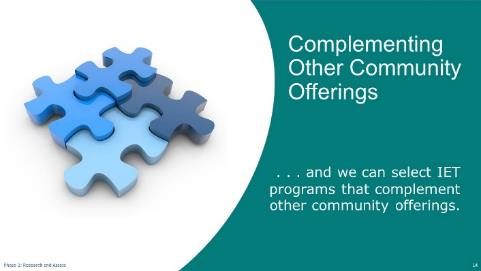 Complementing
Other Community
Offerings
. . . and we can select IET
programs that complement
other community offerings.
Phase 1: Research and Assess
14